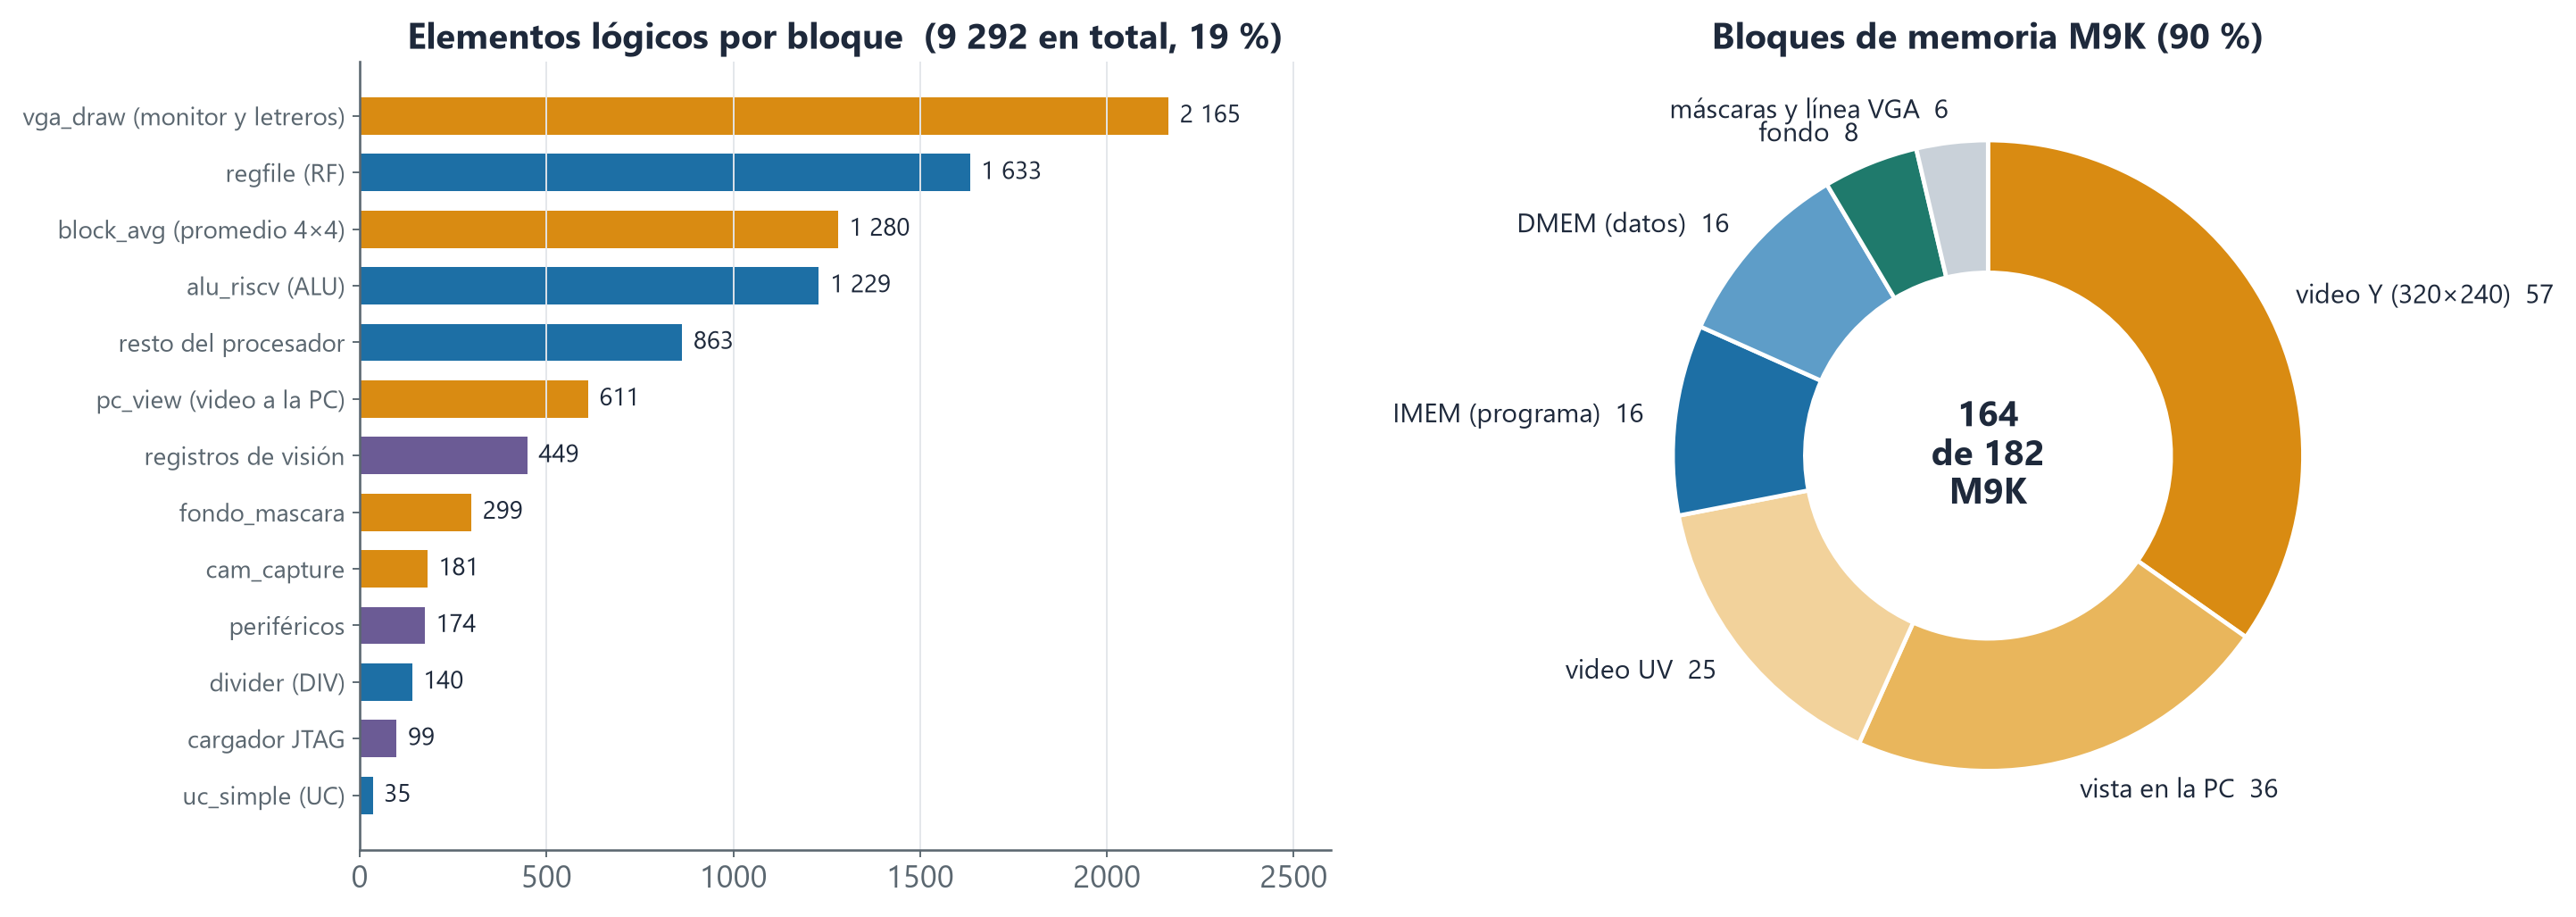 Elementos lógicos por bloque  (9 292 en total, 19 %)
vga_draw (monitor y letreros) 2 165
regfile (RF) 1 633
block_avg (promedio 4×4) 1 280
alu_riscv (ALU) 1 229
resto del procesador 863
pc_view (video a la PC) 611
registros de visión 449
fondo_mascara 299
cam_capture 181
periféricos 174
divider (DIV) 140
cargador JTAG 99
uc_simple (UC) 35
0 500 1000 1500 2000 2500
Bloques de memoria M9K (90 %)
máscaras y línea VGA  6
fondo  8
DMEM (datos)  16
video Y (320×240)  57
IMEM (programa)  16
164
de 182
M9K
video UV  25
vista en la PC  36